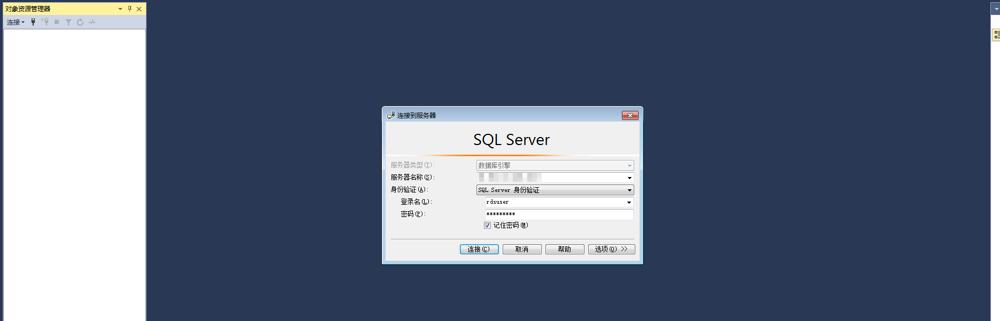 对象资源管理器
连接
连接到服务器
SQL Server
服务器类型(T): 数据库引擎
服务器名称(S):
身份验证(A): SQL Server 身份验证
登录名(L): rdsuser
密码(P): *********
记住密码(M)
连接(C) 取消 帮助 选项(O) >>